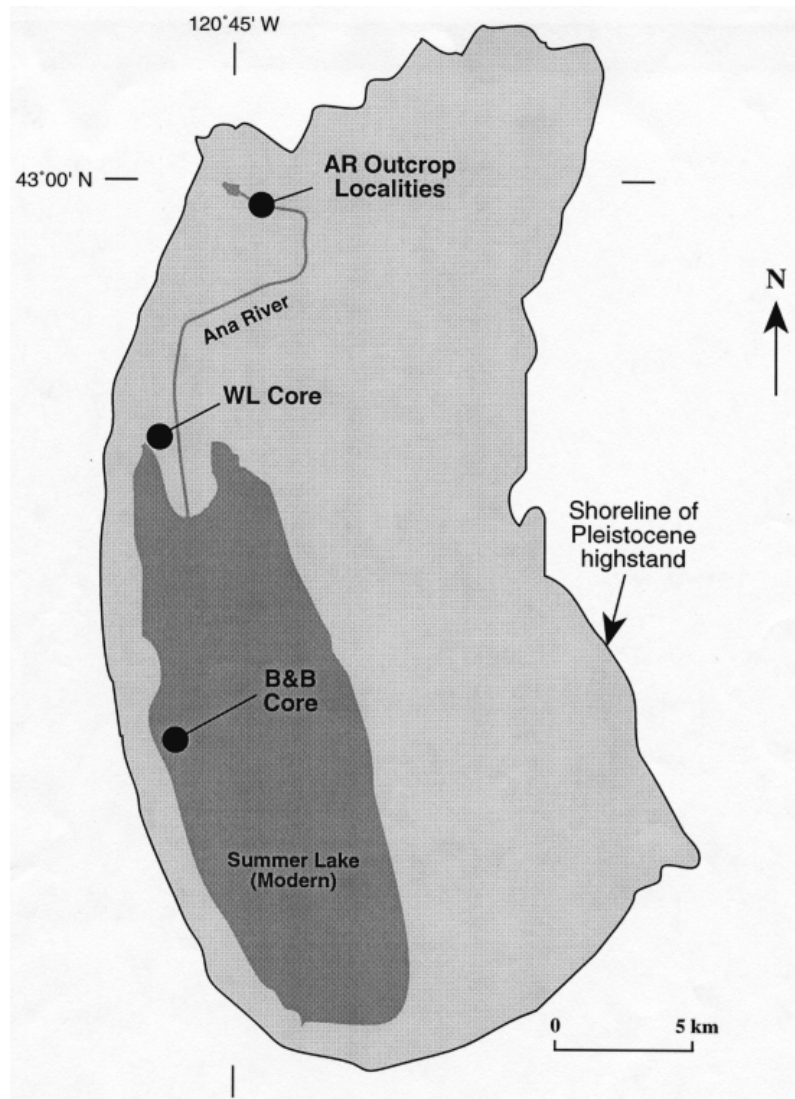 120°45' W
43°00' N
AR Outcrop
Localities
N
Ana River
WL Core
Shoreline of
Pleistocene
highstand
B&B
Core
Summer Lake
(Modern)
0 5 km